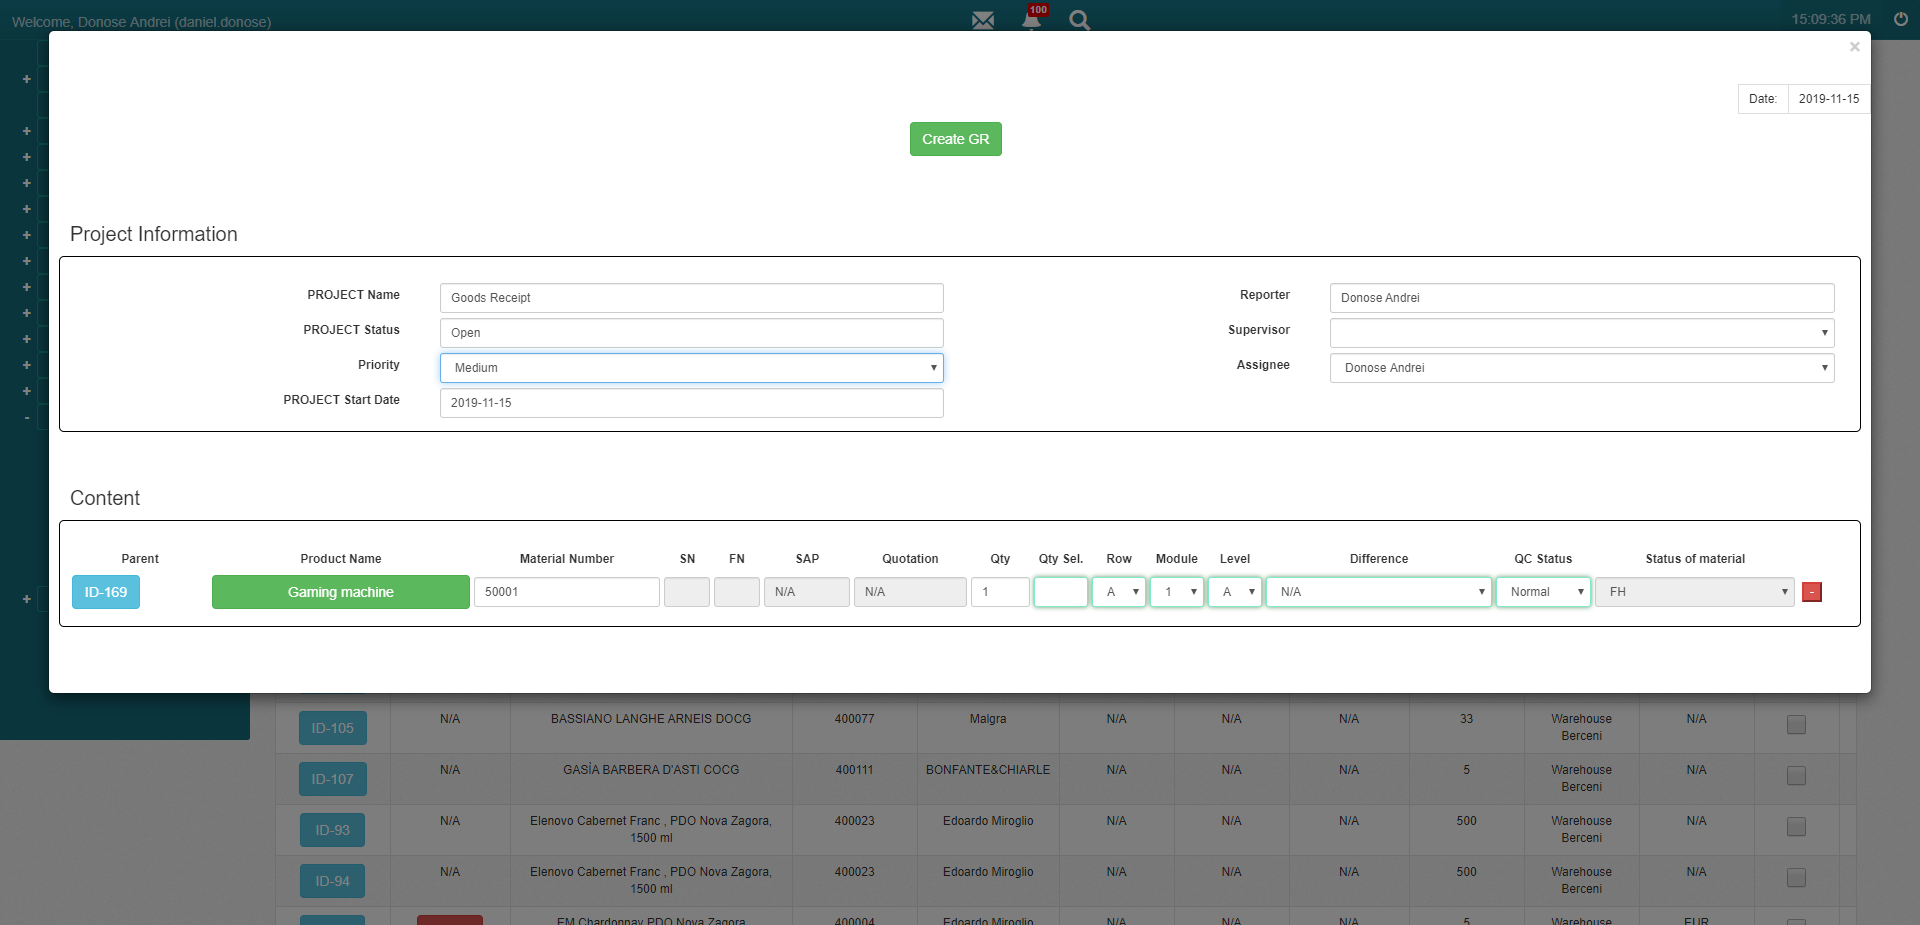 Welcome, Donose Andrei (daniel.donose)
100
15:09:36 PM
×
Date: 2019-11-15
Create GR
Project Information
PROJECT Name Goods Receipt Reporter Donose Andrei
PROJECT Status Open Supervisor
Priority Medium Assignee Donose Andrei
PROJECT Start Date 2019-11-15
Content
Parent Product Name Material Number SN FN SAP Quotation Qty Qty Sel. Row Module Level Difference QC Status Status of material
ID-169 Gaming machine 50001 N/A N/A 1 A 1 A N/A Normal FH -
ID-105 N/A BASSIANO LANGHE ARNEIS DOCG 400077 Malgra N/A N/A N/A 33 Warehouse Berceni N/A
ID-107 N/A GASÌA BARBERA D'ASTI COCG 400111 BONFANTE&CHIARLE N/A N/A N/A 5 Warehouse Berceni N/A
ID-93 N/A Elenovo Cabernet Franc , PDO Nova Zagora, 1500 ml 400023 Edoardo Miroglio N/A N/A N/A 500 Warehouse Berceni N/A
ID-94 N/A Elenovo Cabernet Franc , PDO Nova Zagora, 1500 ml 400023 Edoardo Miroglio N/A N/A N/A 500 Warehouse Berceni N/A
EM Chardonnay PDO Nova Zagora 400004 Edoardo Miroglio N/A N/A N/A 5 Warehouse EUR